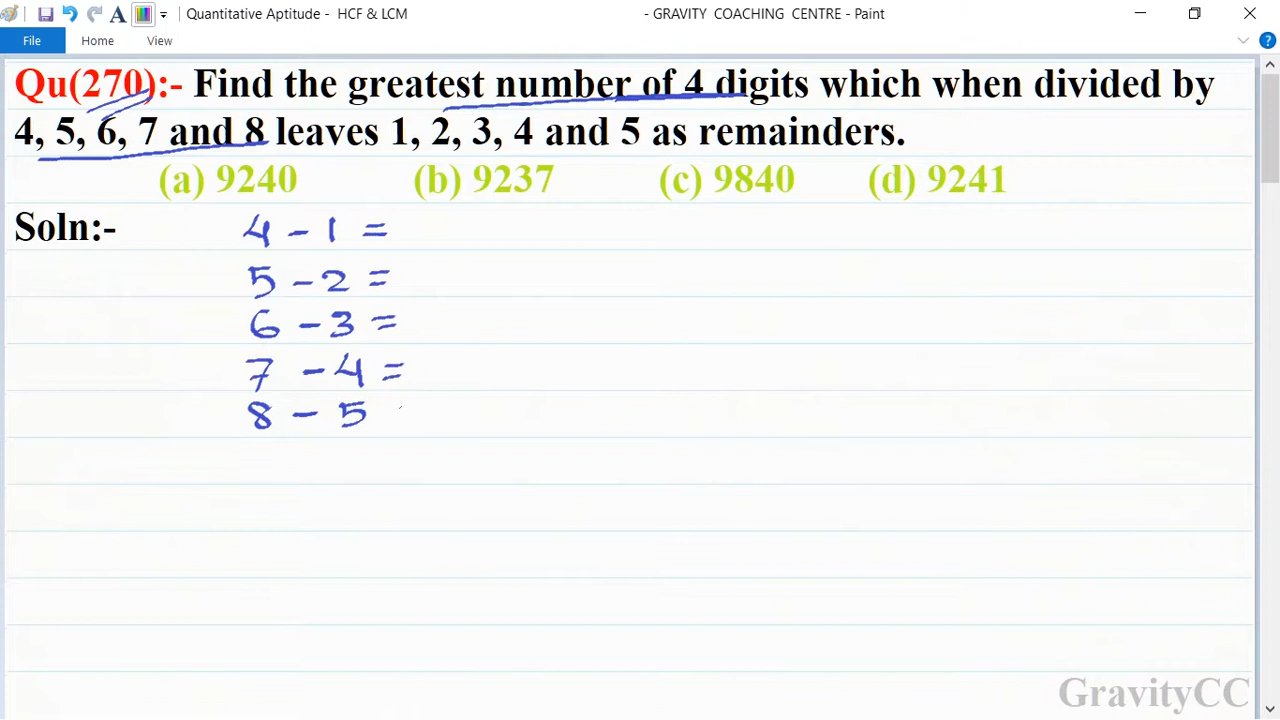 Quantitative Aptitude - HCF & LCM - GRAVITY COACHING CENTRE - Paint
File Home View
Qu(270):- Find the greatest number of 4 digits which when divided by
4, 5, 6, 7 and 8 leaves 1, 2, 3, 4 and 5 as remainders.
(a) 9240 (b) 9237 (c) 9840 (d) 9241
Soln:- 4 - 1 =
5 - 2 =
6 - 3 =
7 - 4 =
8 - 5
GravityCC